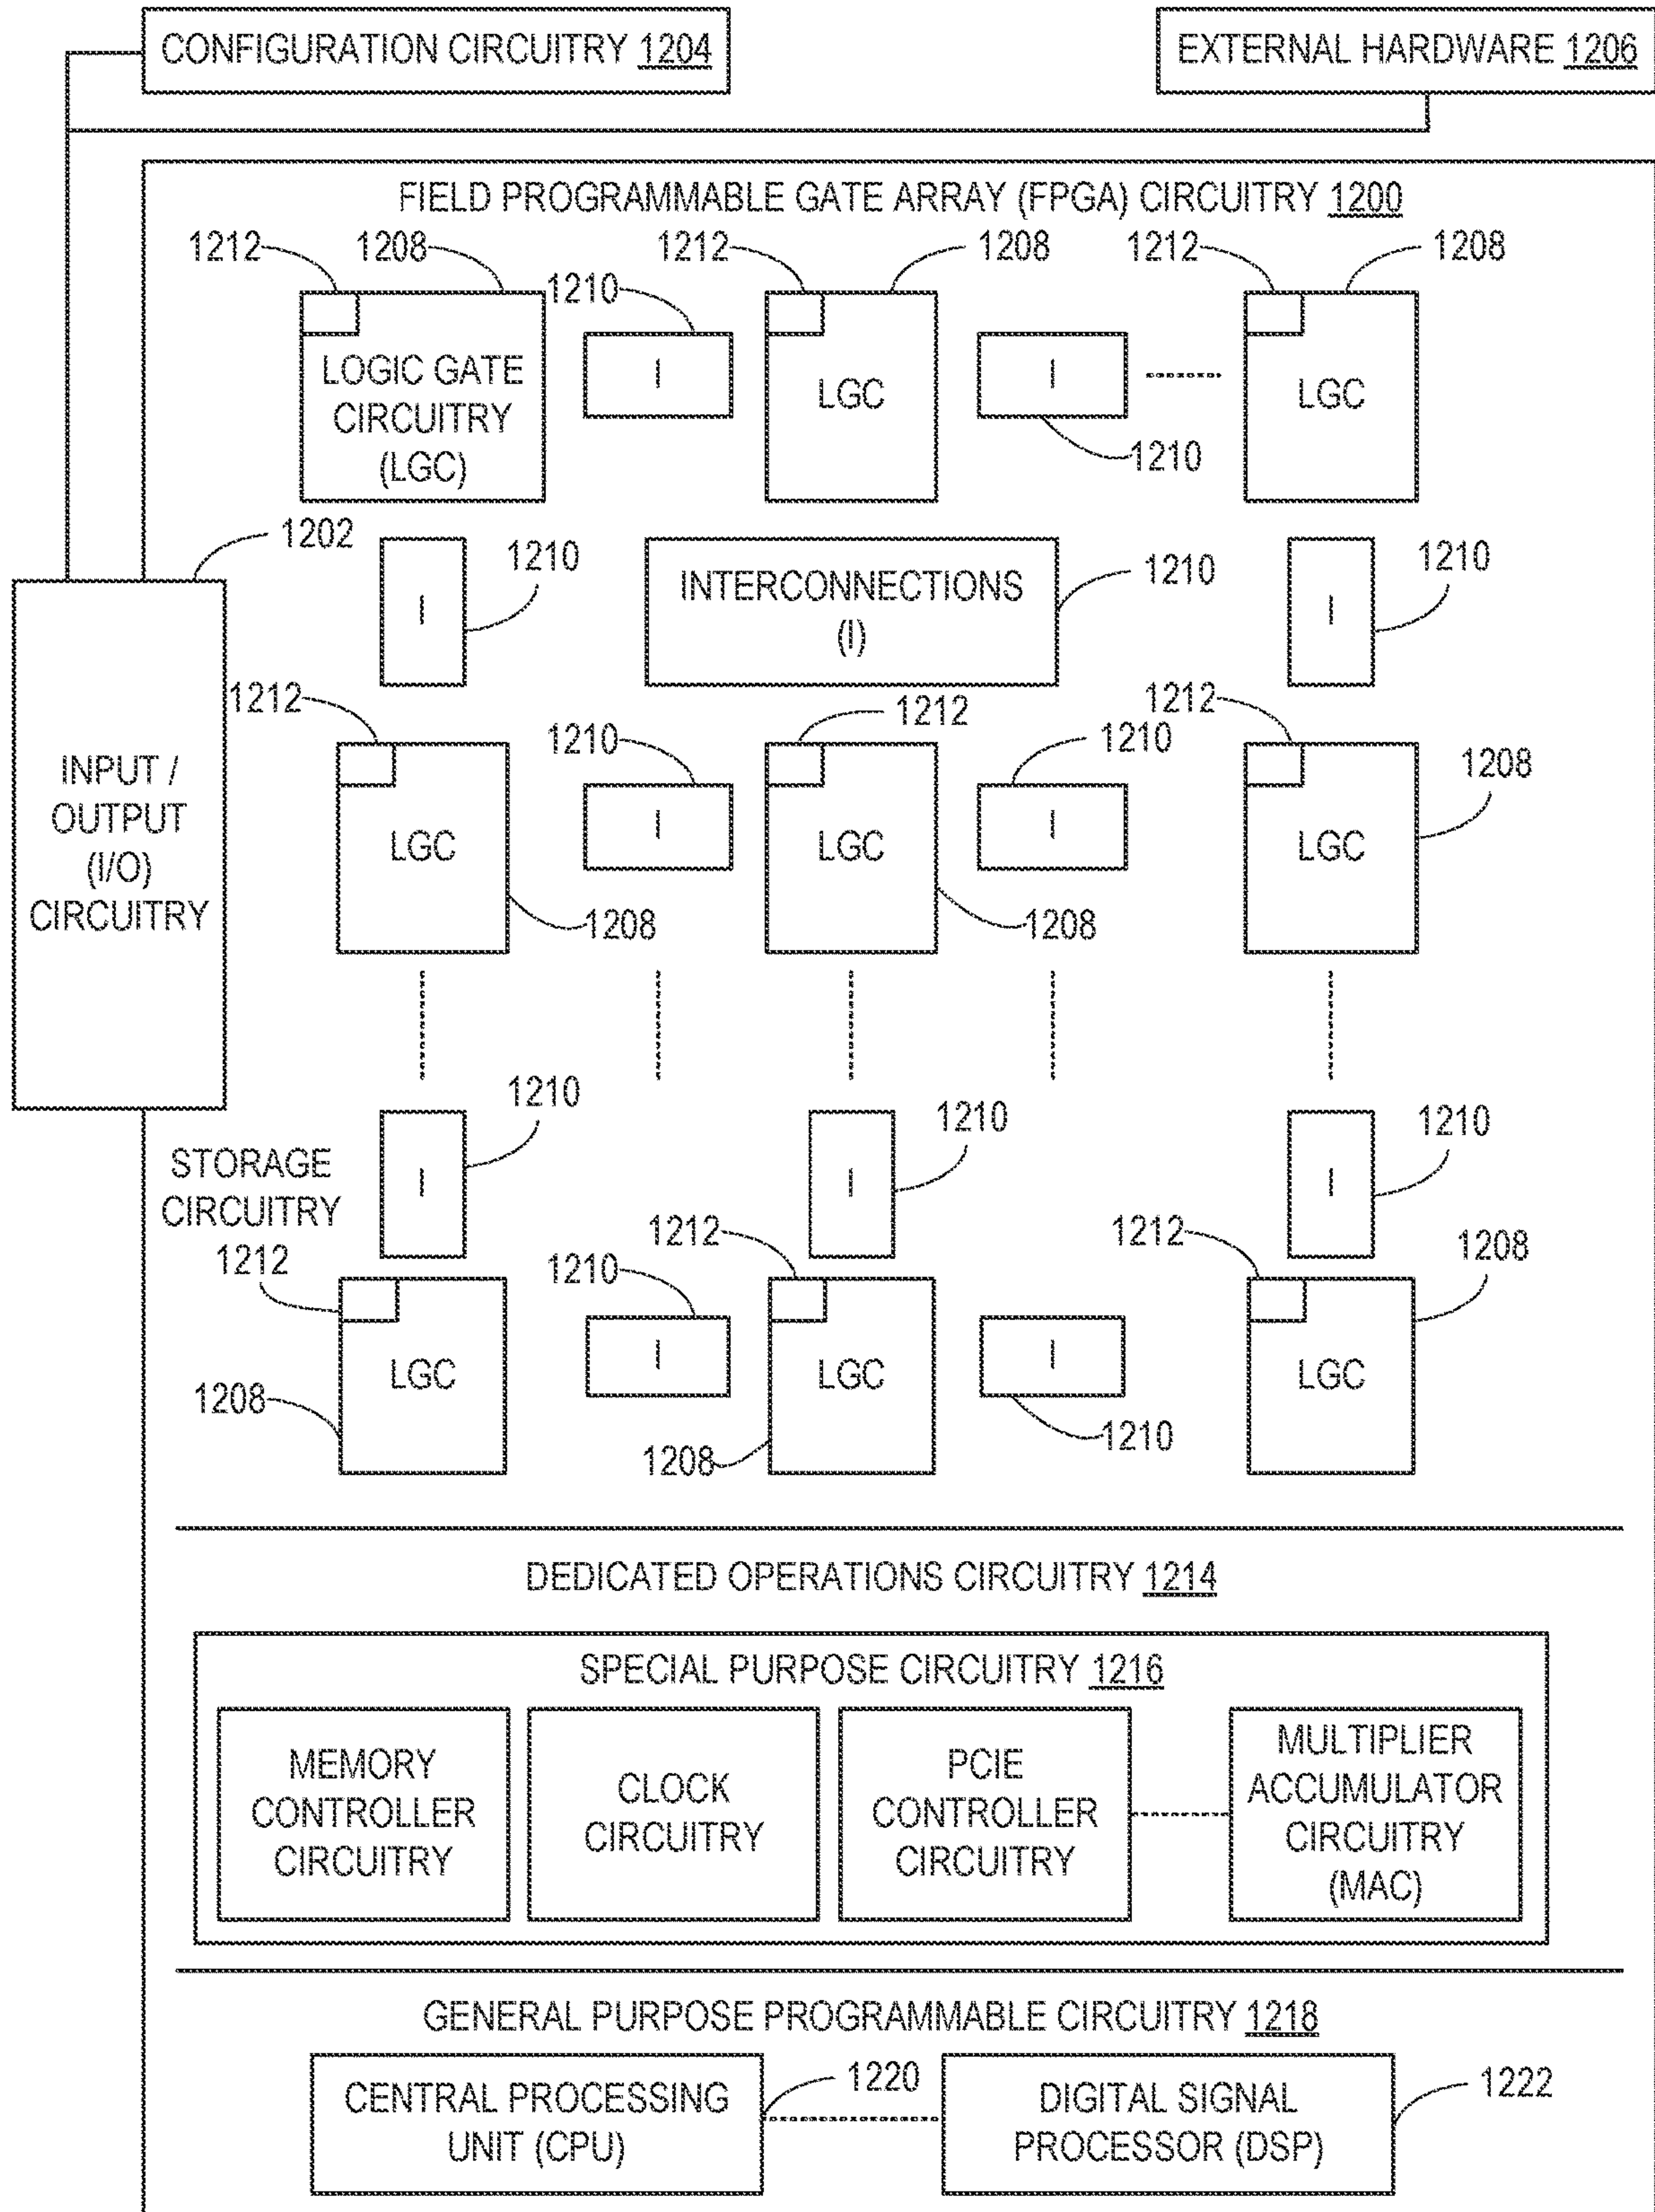 CONFIGURATION CIRCUITRY 1204
EXTERNAL HARDWARE 1206
FIELD PROGRAMMABLE GATE ARRAY (FPGA) CIRCUITRY 1200
1212
1208
1210
1212
1208
1212
1208
LOGIC GATE
CIRCUITRY
(LGC)
I
LGC
I
LGC
1210
1202
1210
INTERCONNECTIONS
(I)
1210
1210
I
I
INPUT /
OUTPUT
(I/O)
CIRCUITRY
1212
1210
1212
1210
1212
1208
LGC
I
LGC
I
LGC
1208
1208
1210
1210
1210
I
I
I
STORAGE
CIRCUITRY
1212
1210
1212
1212
1208
LGC
I
LGC
I
LGC
1208
1208
1210
DEDICATED OPERATIONS CIRCUITRY 1214
SPECIAL PURPOSE CIRCUITRY 1216
MEMORY
CONTROLLER
CIRCUITRY
CLOCK
CIRCUITRY
PCIE
CONTROLLER
CIRCUITRY
MULTIPLIER
ACCUMULATOR
CIRCUITRY
(MAC)
GENERAL PURPOSE PROGRAMMABLE CIRCUITRY 1218
CENTRAL PROCESSING
UNIT (CPU)
1220
DIGITAL SIGNAL
PROCESSOR (DSP)
1222